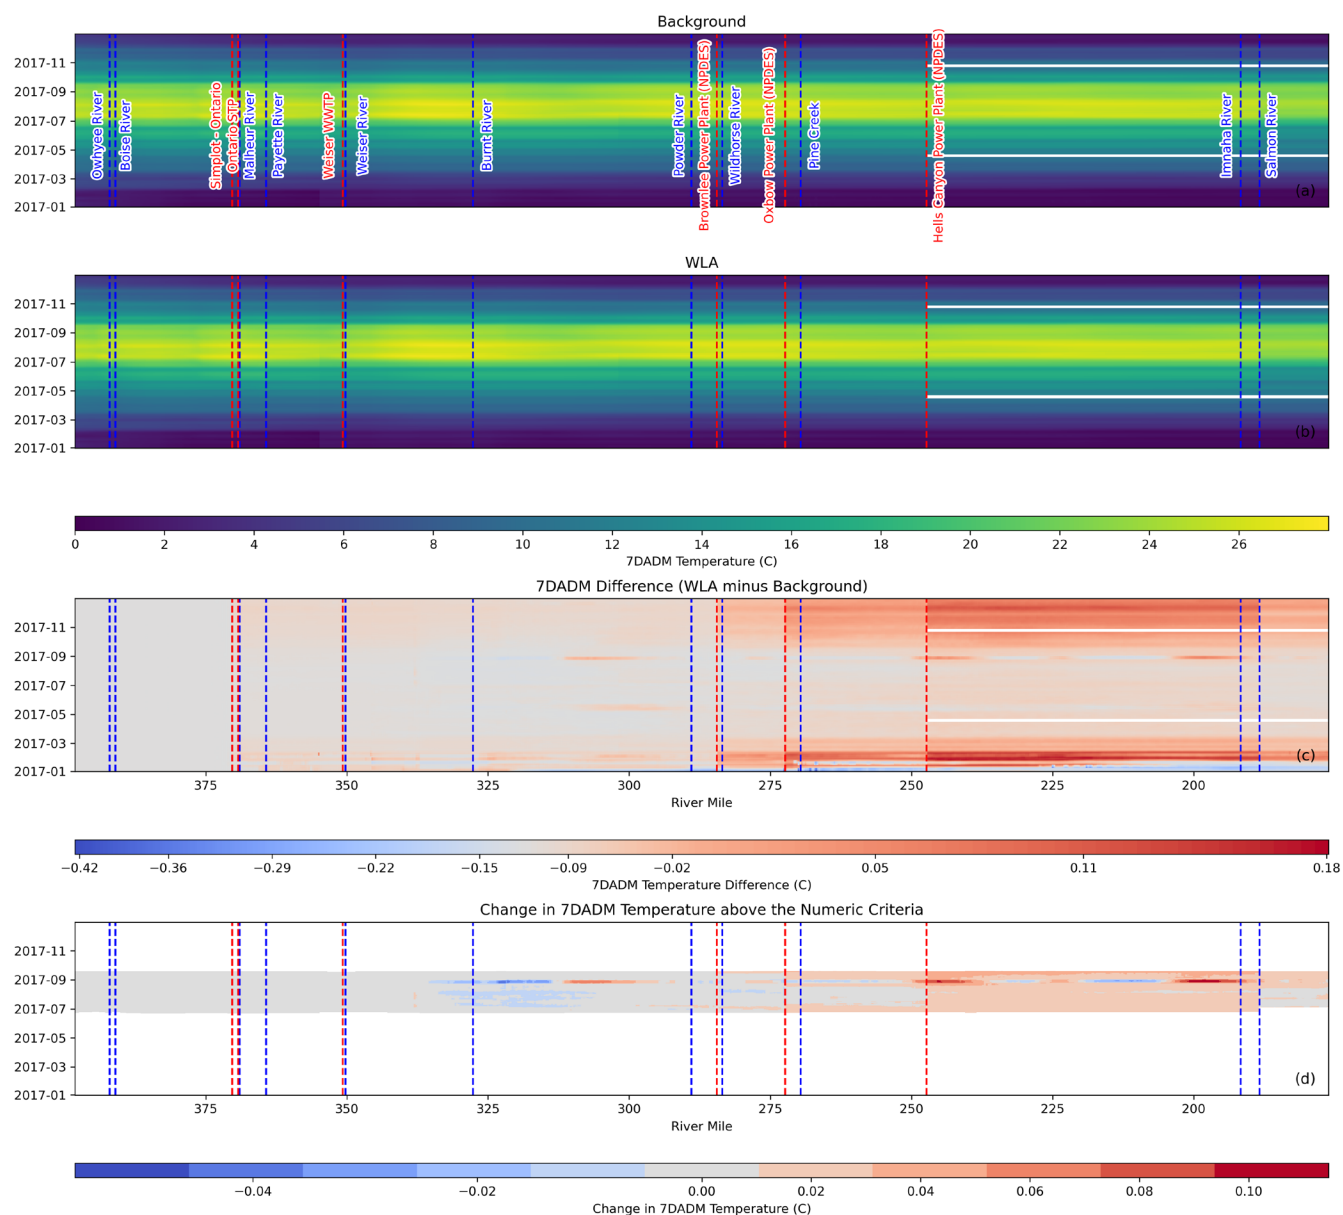 Background
2017-11
2017-09
2017-07
2017-05
2017-03
2017-01
Owhyee River
Boise River
Simplot - Ontario
Ontario STP
Malheur River
Payette River
Weiser WWTP
Weiser River
Burnt River
Powder River
Brownlee Power Plant (NPDES)
Wildhorse River
Oxbow Power Plant (NPDES)
Pine Creek
Hells Canyon Power Plant (NPDES)
Imnaha River
Salmon River
(a)
WLA
2017-11
2017-09
2017-07
2017-05
2017-03
2017-01
(b)
0 2 4 6 8 10 12 14 16 18 20 22 24 26
7DADM Temperature (C)
7DADM Difference (WLA minus Background)
2017-11
2017-09
2017-07
2017-05
2017-03
2017-01
(c)
375 350 325 300 275 250 225 200
River Mile
−0.42 −0.36 −0.29 −0.22 −0.15 −0.09 −0.02 0.05 0.11 0.18
7DADM Temperature Difference (C)
Change in 7DADM Temperature above the Numeric Criteria
2017-11
2017-09
2017-07
2017-05
2017-03
2017-01
(d)
375 350 325 300 275 250 225 200
River Mile
−0.04 −0.02 0.00 0.02 0.04 0.06 0.08 0.10
Change in 7DADM Temperature (C)